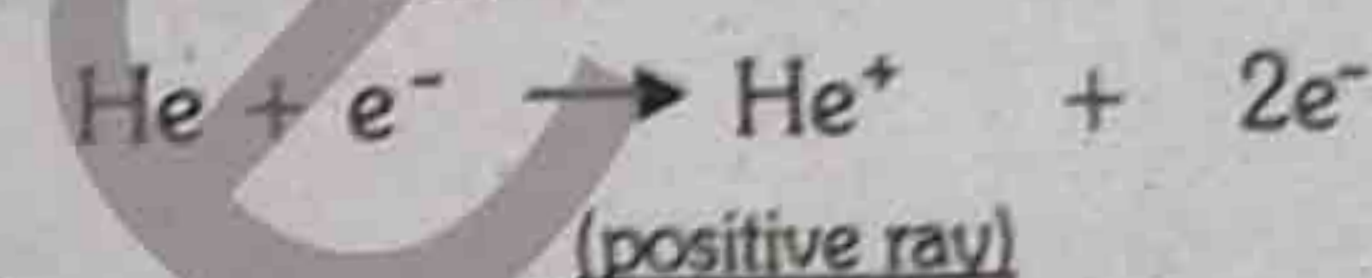 He + e⁻ → He⁺ + 2e⁻
(positive ray)